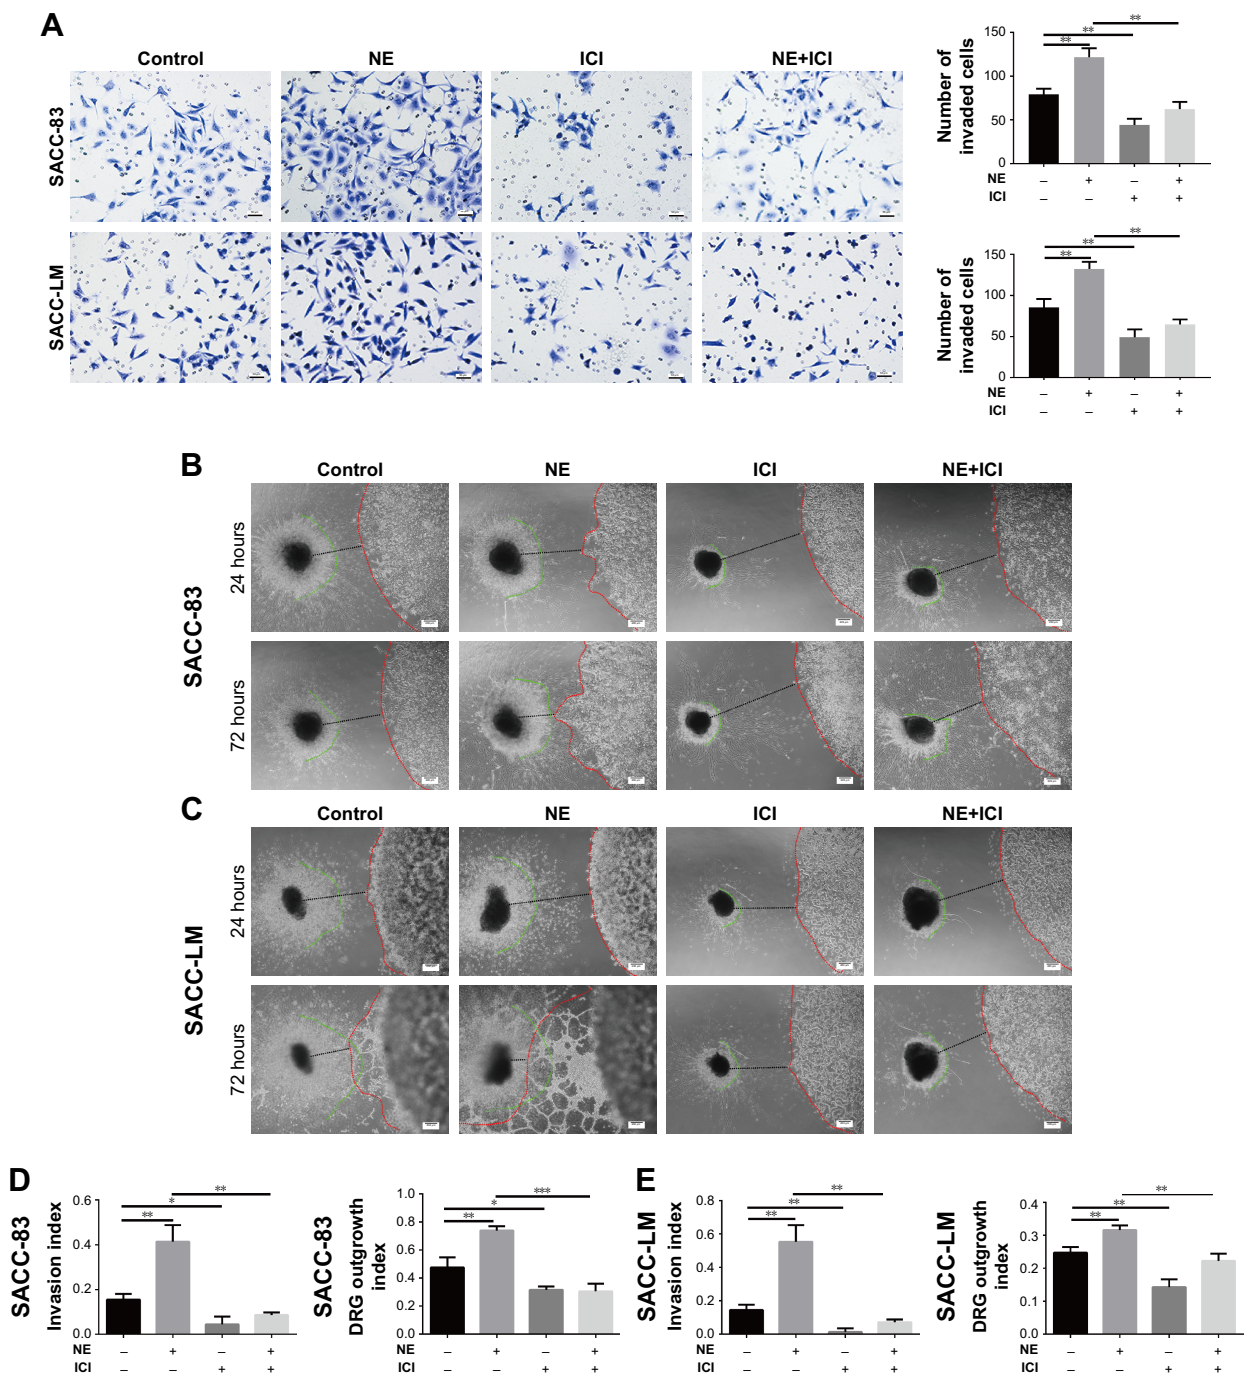 A
Control NE ICI NE+ICI
SACC-83
SACC-LM
Number of
invaded cells
150
100
50
0
** ** **
NE – + – +
ICI – – + +
Number of
invaded cells
150
100
50
0
** ** **
NE – + – +
ICI – – + +
B
Control NE ICI NE+ICI
SACC-83
24 hours
72 hours
C
Control NE ICI NE+ICI
SACC-LM
24 hours
72 hours
D
SACC-83
Invasion index
0.6
0.4
0.2
0.0
** * **
NE – + – +
ICI – – + +
SACC-83
DRG outgrowth
index
1.0
0.8
0.6
0.4
0.2
0.0
** * ***
– + – +
– – + +
E
SACC-LM
Invasion index
0.8
0.6
0.4
0.2
0.0
** ** **
NE – + – +
ICI – – + +
SACC-LM
DRG outgrowth
index
0.4
0.3
0.2
0.1
0.0
** ** **
– + – +
– – + +